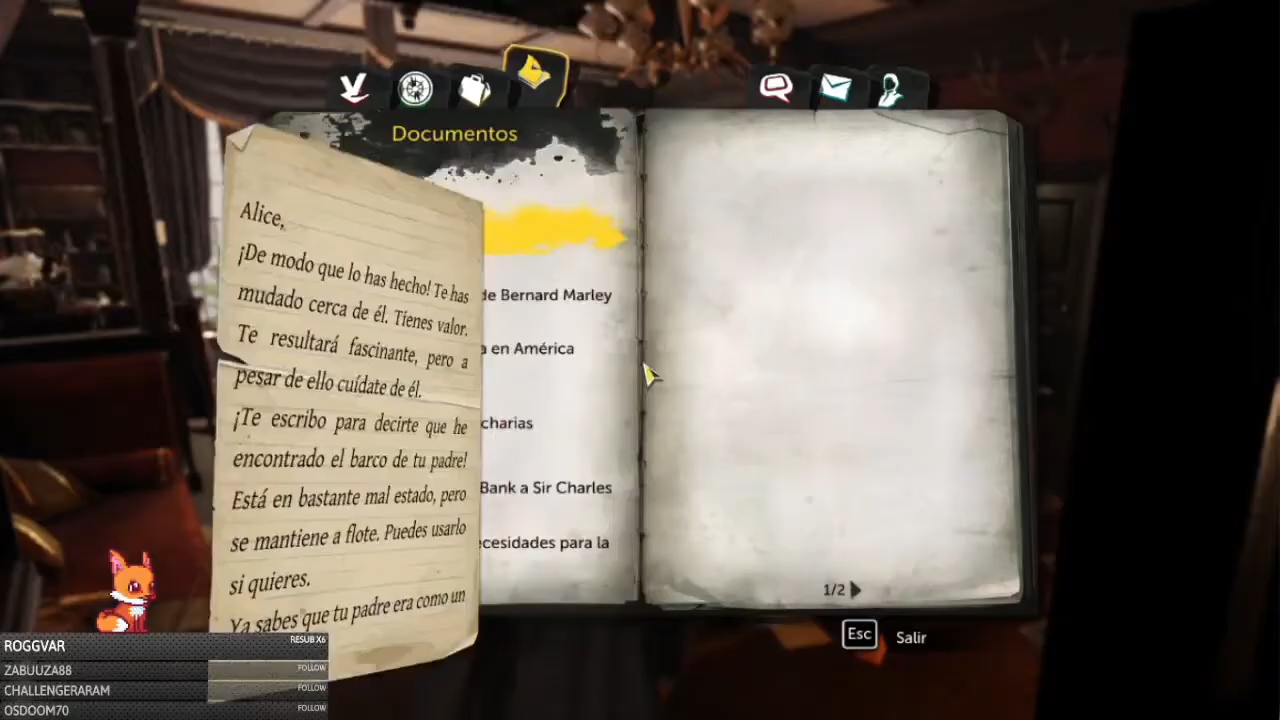 Documentos
Alice,
¡De modo que lo has hecho! Te has
mudado cerca de él. Tienes valor.
Te resultará fascinante, pero a
pesar de ello cuídate de él.
¡Te escribo para decirte que he
encontrado el barco de tu padre!
Está en bastante mal estado, pero
se mantiene a flote. Puedes usarlo
si quieres.
Ya sabes que tu padre era como un
de Bernard Marley
a en América
charias
Bank a Sir Charles
ecesidades para la
1/2
Esc Salir
ROGGVAR RESUB X6
ZABUUZA88 FOLLOW
CHALLENGERARAM FOLLOW
OSDOOM70 FOLLOW